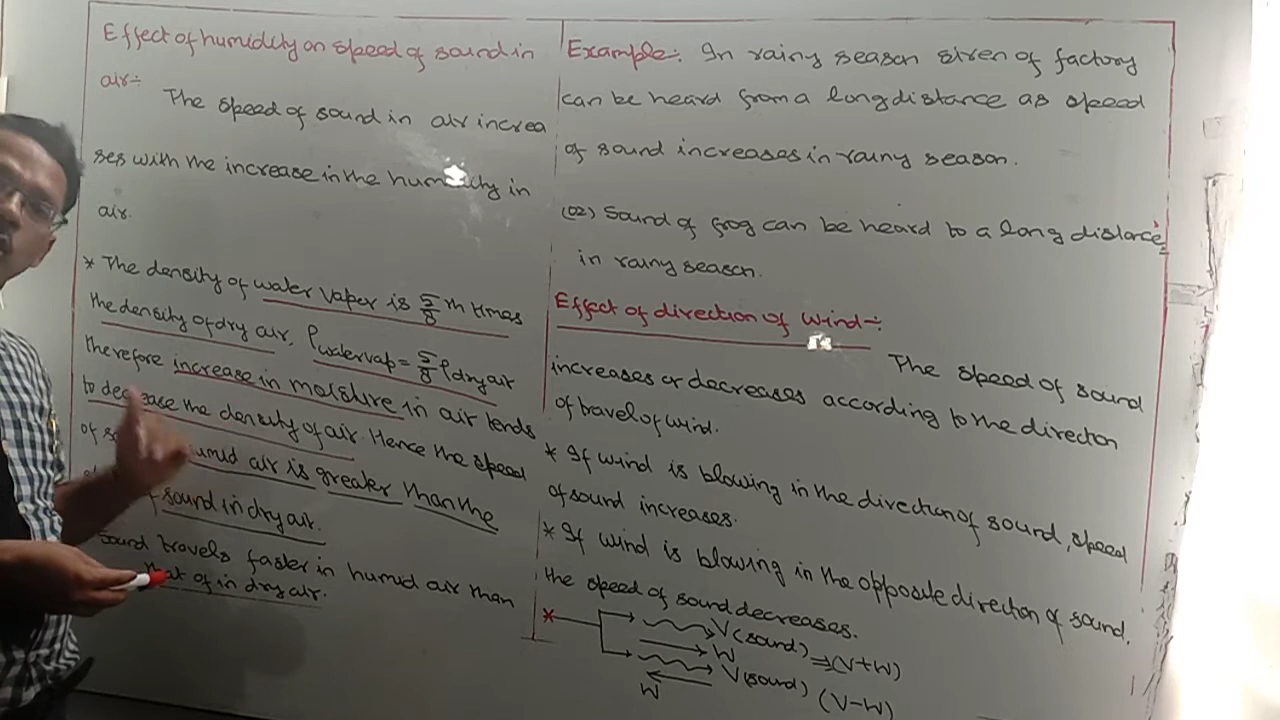 Effect of humidity on speed of sound in
air÷
The speed of sound in air increa
ses with the increase in the humidity in
air.
* The density of water vaper is 5/8 th times
the density of dry air, ρwatervap = 5/8 ρdryair
therefore increase in moisture in air tends
to decrease the density of air. Hence the speed
of humid air is greater than the
of sound in dry air.
Sound travels faster in humid air than
that of in dry air.
Example:. In rainy season siren of factory
can be heard from a long distance as speed
of sound increases in rainy season.
(02) Sound of frog can be heard to a long distance
in rainy season.
Effect of direction of Wind÷
The speed of sound
increases or decreases according to the direction
of travel of wind.
* If wind is blowing in the direction of sound, speed
of sound increases.
* If wind is blowing in the opposite direction of sound,
the speed of sound decreases.
* V(sound)
W ⇒(V+W)
V(sound)
W (V-W)